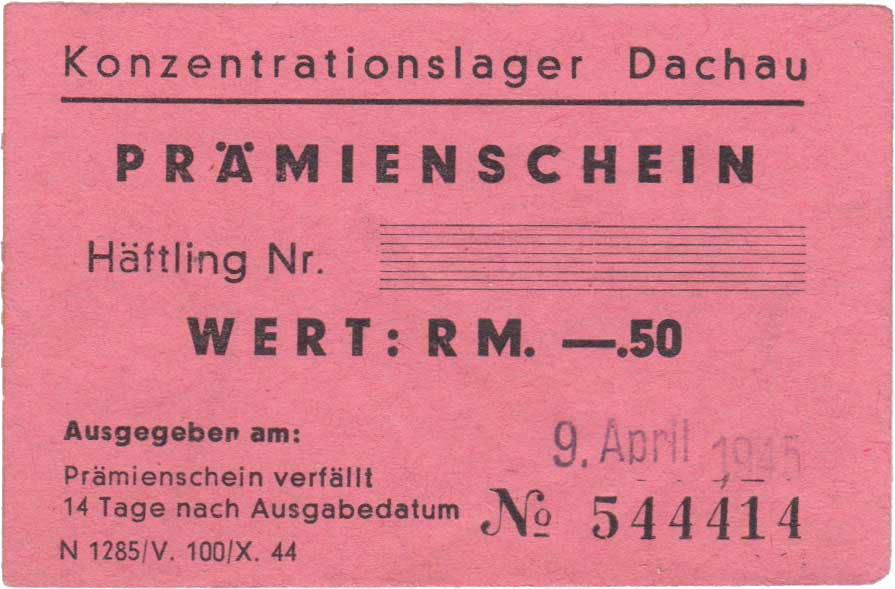 Konzentrationslager Dachau
PRÄMIENSCHEIN
Häftling Nr.
WERT: RM. —.50
Ausgegeben am: 9. April 1945
Prämienschein verfällt
14 Tage nach Ausgabedatum
№ 544414
N 1285/V. 100/X. 44